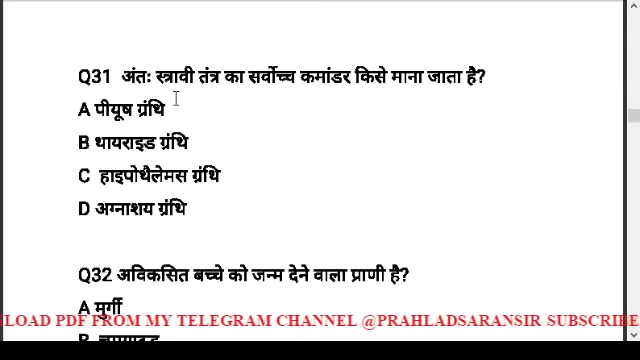 Q31 अंतः स्त्रावी तंत्र का सर्वोच्च कमांडर किसे माना जाता है?
A पीयूष ग्रंथि
B थायराइड ग्रंथि
C हाइपोथैलेमस ग्रंथि
D अग्नाशय ग्रंथि
Q32 अविकसित बच्चे को जन्म देने वाला प्राणी है?
A मुर्गी
LOAD PDF FROM MY TELEGRAM CHANNEL @PRAHLADSARANSIR SUBSCRIBE
B